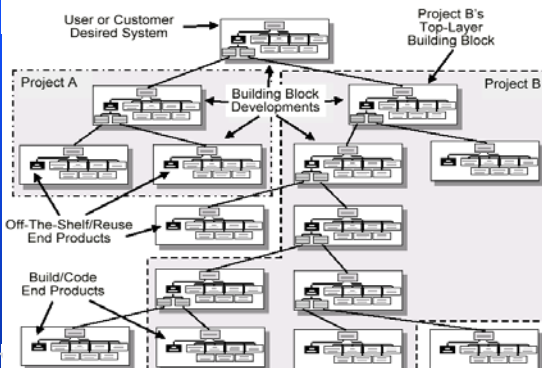 User or Customer
Desired System
Project B's
Top-Layer
Building Block
Project A
Building Block
Developments
Project B
Off-The-Shelf/Reuse
End Products
Build/Code
End Products